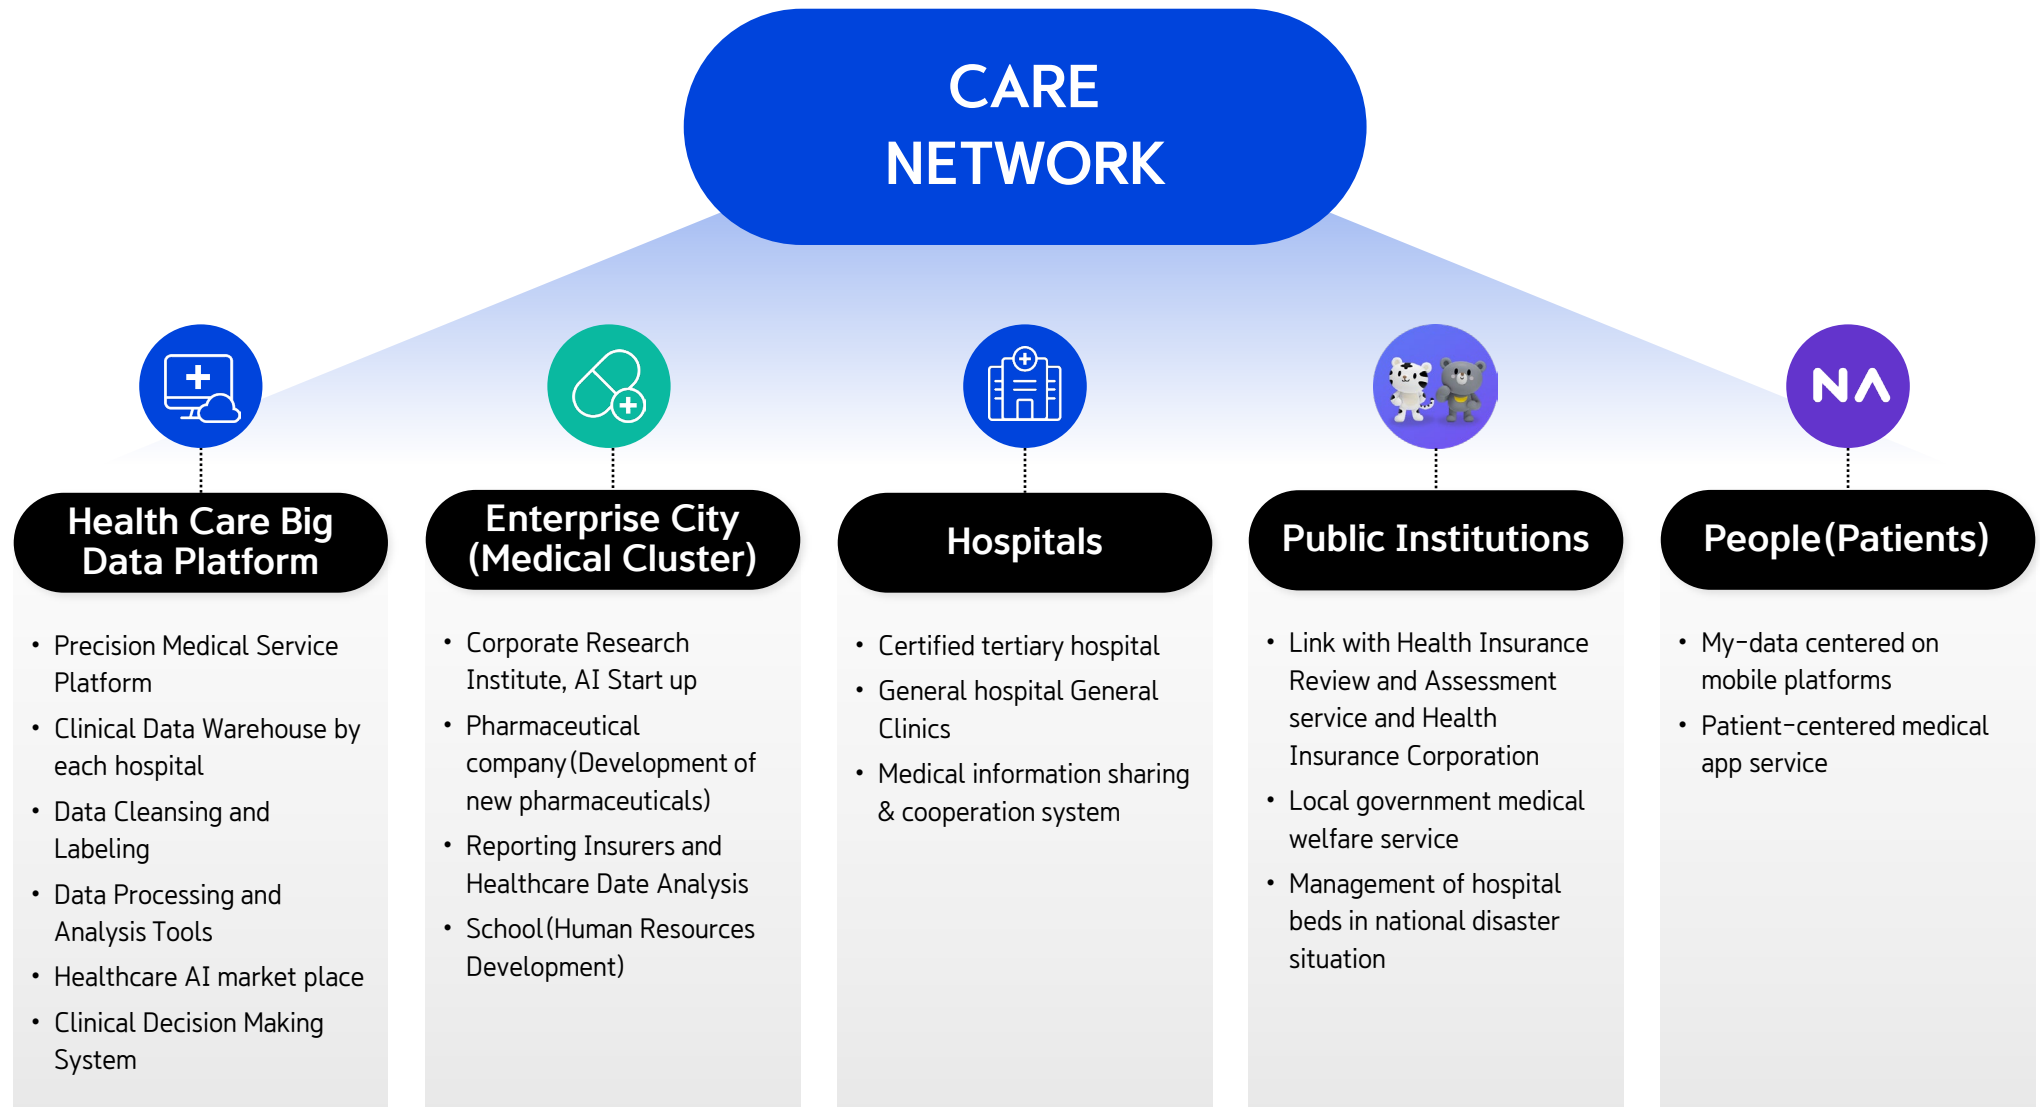 CARE
NETWORK
NA
Health Care Big
Data Platform
• Precision Medical Service
Platform
• Clinical Data Warehouse by
each hospital
• Data Cleansing and
Labeling
• Data Processing and
Analysis Tools
• Healthcare AI market place
• Clinical Decision Making
System
Enterprise City
(Medical Cluster)
• Corporate Research
Institute, AI Start up
• Pharmaceutical
company(Development of
new pharmaceuticals)
• Reporting Insurers and
Healthcare Date Analysis
• School(Human Resources
Development)
Hospitals
• Certified tertiary hospital
• General hospital General
Clinics
• Medical information sharing
& cooperation system
Public Institutions
• Link with Health Insurance
Review and Assessment
service and Health
Insurance Corporation
• Local government medical
welfare service
• Management of hospital
beds in national disaster
situation
People(Patients)
• My-data centered on
mobile platforms
• Patient-centered medical
app service